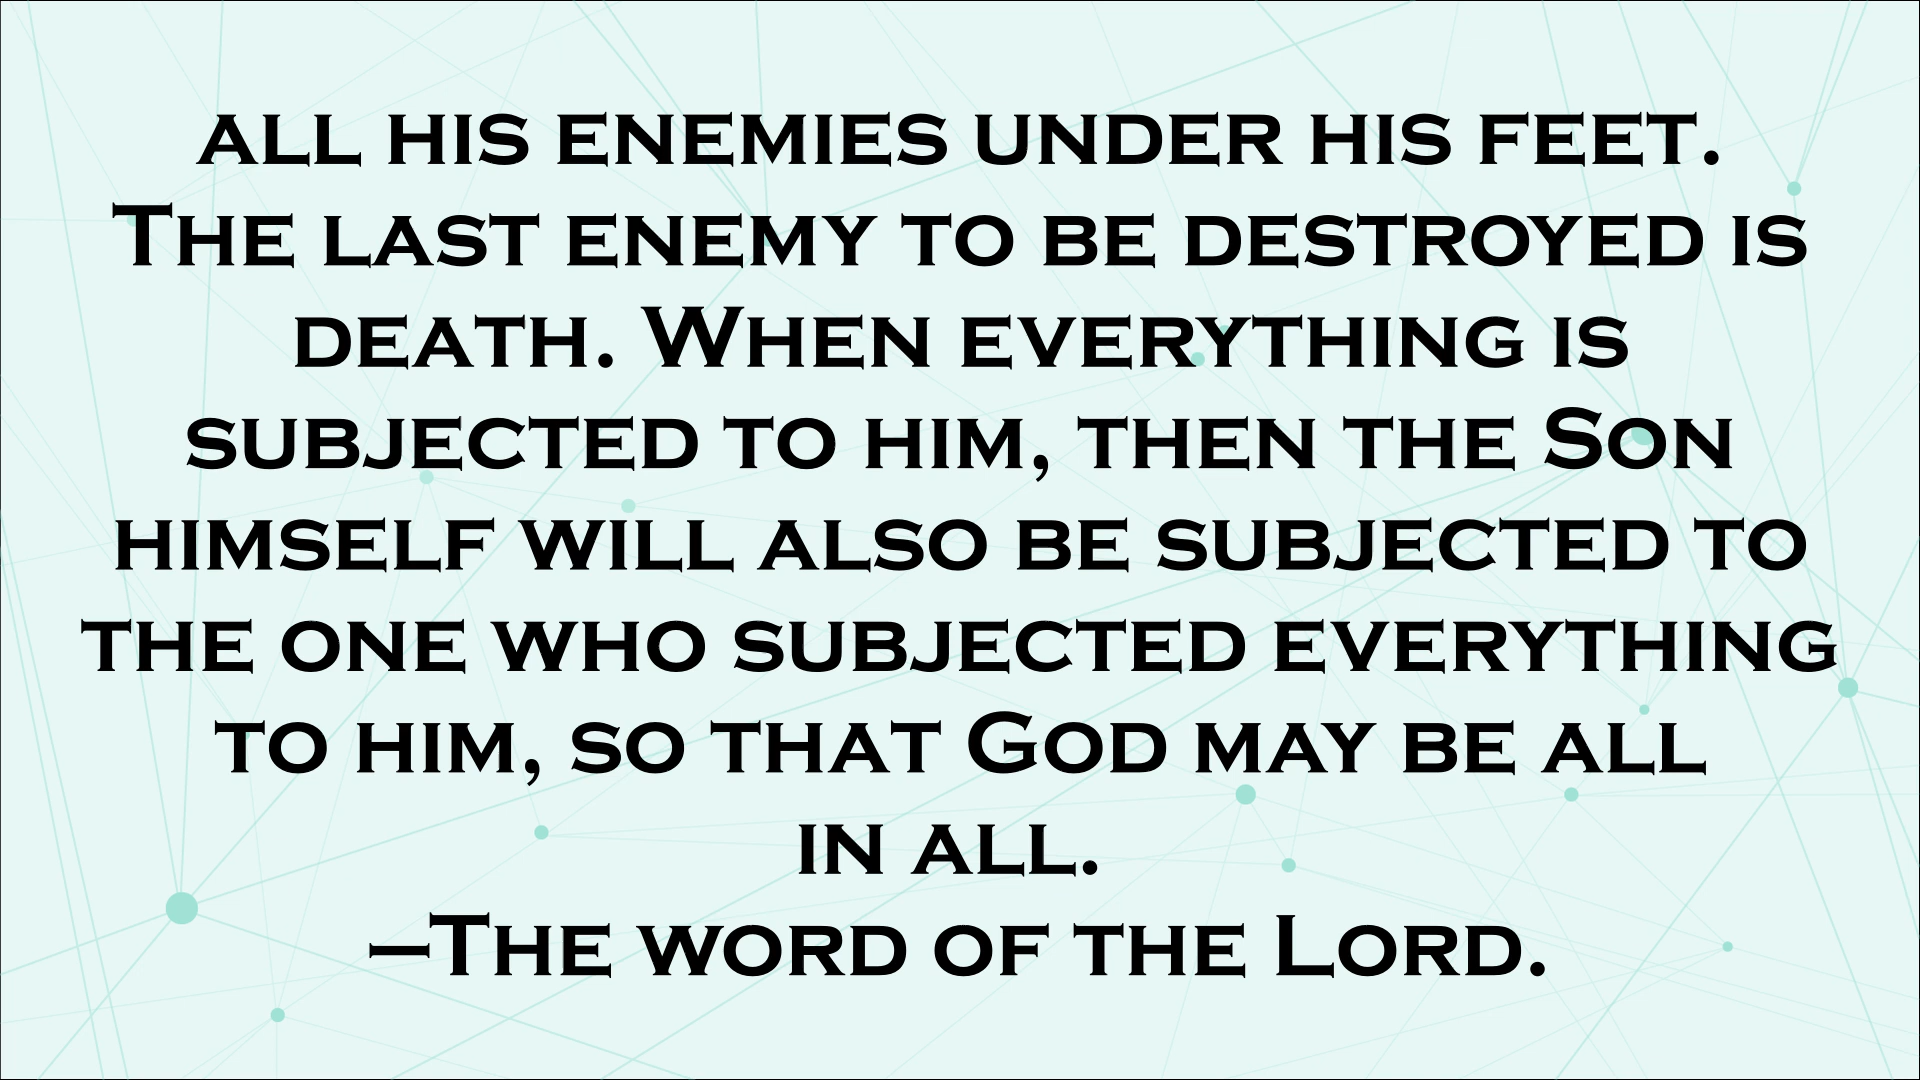 all his enemies under his feet.
The last enemy to be destroyed is
death. When everything is
subjected to him, then the Son
himself will also be subjected to
the one who subjected everything
to him, so that God may be all
in all.
–The word of the Lord.